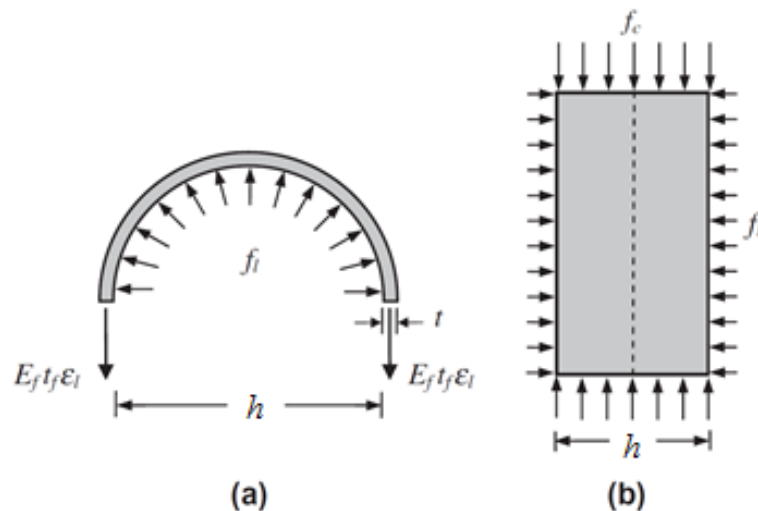 f_c
f_l
f_l
t
E_f t_f ε_l
E_f t_f ε_l
h
h
(a)
(b)